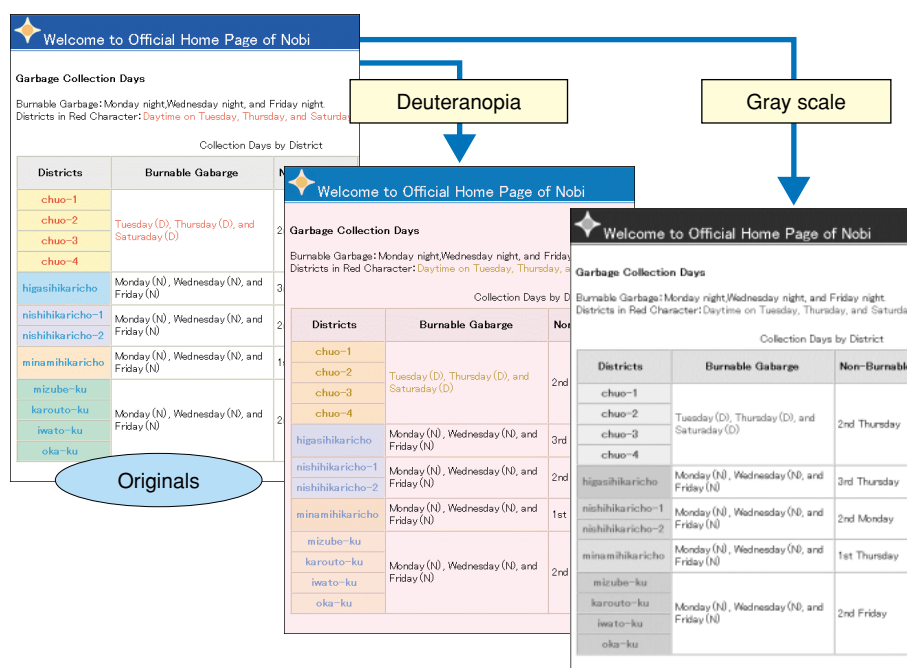 Welcome to Official Home Page of Nobi
Garbage Collection Days
Burnable Garbage:Monday night,Wednesday night, and Friday night
Districts in Red Character:Daytime on Tuesday, Thursday, and Saturday
Collection Days by District
Districts Burnable Gabarge N
chuo-1
chuo-2
chuo-3
chuo-4
Tuesday(D), Thursday(D), and
Saturaday(D)
2
higasihikaricho
Monday(N), Wednesday(N), and
Friday(N)
3
nishihikaricho-1
nishihikaricho-2
Monday(N), Wednesday(N), and
Friday(N)
2
minamihikaricho
Monday(N), Wednesday(N), and
Friday(N)
1s
mizube-ku
karouto-ku
iwato-ku
oka-ku
Monday(N), Wednesday(N), and
Friday(N)
2
Originals
Deuteranopia
Welcome to Official Home Page of Nobi
Garbage Collection Days
Burnable Garbage:Monday night,Wednesday night, and Friday
Districts in Red Character:Daytime on Tuesday, Thursday, a
Collection Days by D
Districts Burnable Gabarge Non
chuo-1
chuo-2
chuo-3
chuo-4
Tuesday(D), Thursday(D), and
Saturaday(D)
2nd
higasihikaricho
Monday(N), Wednesday(N), and
Friday(N)
3rd
nishihikaricho-1
nishihikaricho-2
Monday(N), Wednesday(N), and
Friday(N)
2nd
minamihikaricho
Monday(N), Wednesday(N), and
Friday(N)
1st
mizube-ku
karouto-ku
iwato-ku
oka-ku
Monday(N), Wednesday(N), and
Friday(N)
2nd
Gray scale
Welcome to Official Home Page of Nobi
Garbage Collection Days
Burnable Garbage:Monday night,Wednesday night, and Friday night
Districts in Red Character:Daytime on Tuesday, Thursday, and Saturda
Collection Days by District
Districts Burnable Gabarge Non-Burnabl
chuo-1
chuo-2
chuo-3
chuo-4
Tuesday(D), Thursday(D), and
Saturaday(D)
2nd Thursday
higasihikaricho
Monday(N), Wednesday(N), and
Friday(N)
3rd Thursday
nishihikaricho-1
nishihikaricho-2
Monday(N), Wednesday(N), and
Friday(N)
2nd Monday
minamihikaricho
Monday(N), Wednesday(N), and
Friday(N)
1st Thursday
mizube-ku
karouto-ku
iwato-ku
oka-ku
Monday(N), Wednesday(N), and
Friday(N)
2nd Friday